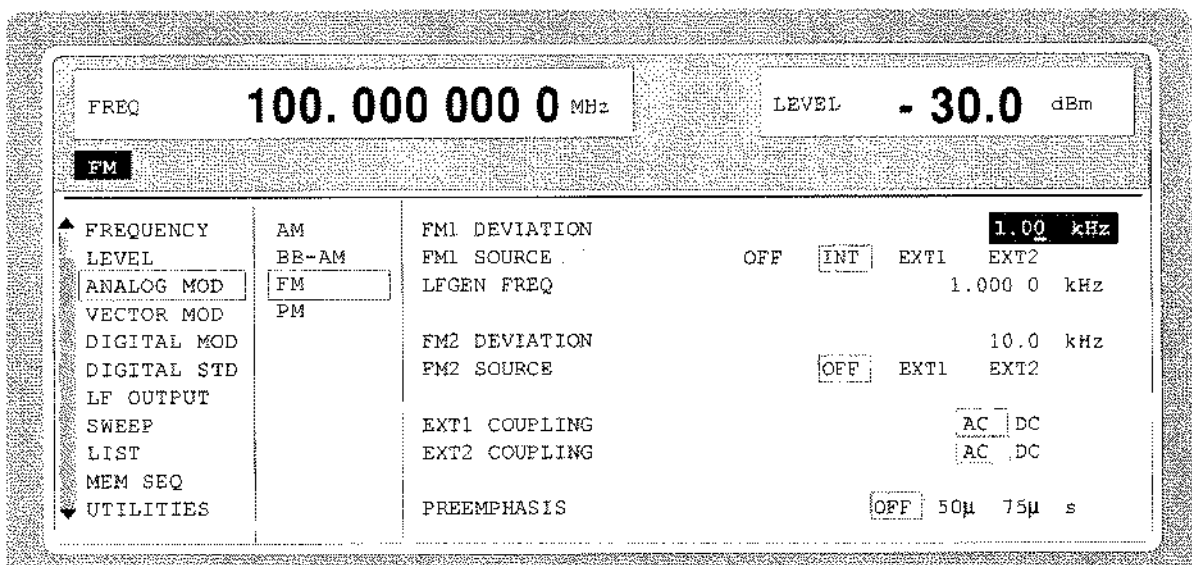 FREQ 100. 000 000 0 MHz LEVEL - 30.0 dBm
FM
FREQUENCY AM FM1 DEVIATION 1.00 kHz
LEVEL BB-AM FM1 SOURCE OFF INT EXT1 EXT2
ANALOG MOD FM LFGEN FREQ 1.000 0 kHz
VECTOR MOD PM
DIGITAL MOD FM2 DEVIATION 10.0 kHz
DIGITAL STD FM2 SOURCE OFF EXT1 EXT2
LF OUTPUT
SWEEP EXT1 COUPLING AC DC
LIST EXT2 COUPLING AC DC
MEM SEQ
UTILITIES PREEMPHASIS OFF 50µ 75µ s